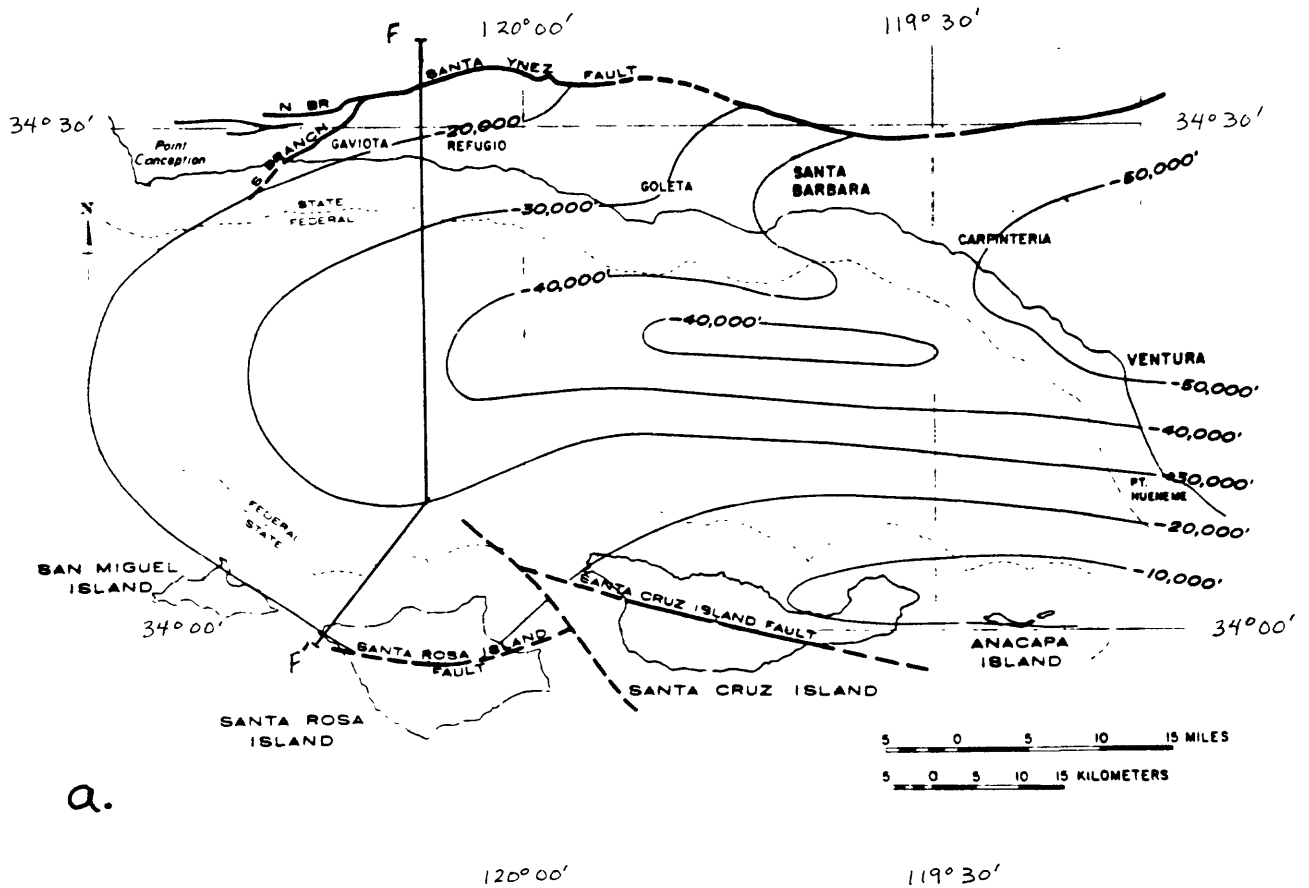 F
120°00'
119°30'
SANTA YNEZ FAULT
N BR
34°30'
34°30'
Point
Conception
S BRANCH
GAVIOTA
-20,000'
REFUGIO
N
STATE
FEDERAL
GOLETA
SANTA
BARBARA
-50,000'
-30,000'
CARPINTERIA
-40,000'
-40,000'
VENTURA
-50,000'
-40,000'
-30,000'
PT.
HUENEME
FEDERAL
STATE
-20,000'
SAN MIGUEL
ISLAND
-10,000'
34°00'
SANTA CRUZ ISLAND FAULT
34°00'
F'
SANTA ROSA ISLAND
FAULT
ANACAPA
ISLAND
SANTA CRUZ ISLAND
SANTA ROSA
ISLAND
5 0 5 10 15 MILES
5 0 5 10 15 KILOMETERS
a.
120°00'
119°30'